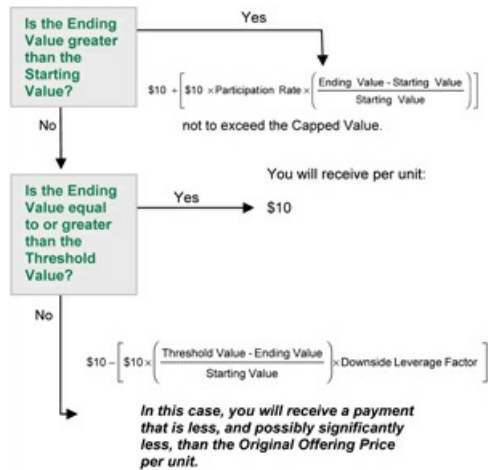 Is the Ending
Value greater
than the
Starting
Value?
Yes
$10 + [ $10 × Participation Rate × ( Ending Value - Starting Value / Starting Value ) ]
not to exceed the Capped Value.
No
You will receive per unit:
Is the Ending
Value equal
to or greater
than the
Threshold
Value?
Yes
$10
No
$10 – [ $10 × ( Threshold Value - Ending Value / Starting Value ) × Downside Leverage Factor ]
In this case, you will receive a payment
that is less, and possibly significantly
less, than the Original Offering Price
per unit.